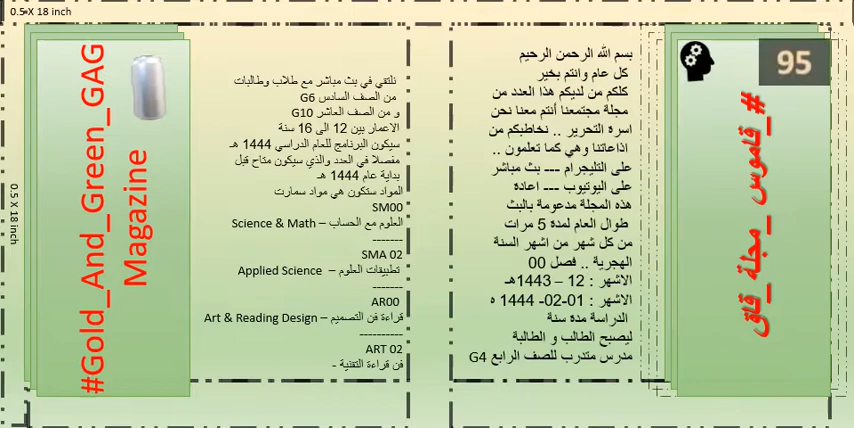 0.5 X 18 inch
0.5 X 18 Inch
#Gold_And_Green_GAG
Magazine
نلتقي في بث مباشر مع طلاب وطالبات
من الصف السادس G6
و من الصف العاشر G10
الاعمار بين 12 الى 16 سنة
سيكون البرنامج للعام الدراسي 1444 هـ
مفصلا في العدد والذي سيكون متاح قبل
بداية عام 1444 هـ
المواد ستكون هي مواد سمارت
SM00
العلوم مع الحساب – Science & Math
-------
SMA 02
تطبيقات العلوم – Applied Science
-------
AR00
قراءة فن التصميم – Art & Reading Design
----------
ART 02
فن قراءة التقنية -
بسم الله الرحمن الرحيم
كل عام وانتم بخير
كلكم من لديكم هذا العدد من
مجلة مجتمعنا أنتم معنا نحن
اسرة التحرير .. نخاطبكم من
اذاعاتنا وهي كما تعلمون ..
على التليجرام --- بث مباشر
على اليوتيوب --- اعادة
هذه المجلة مدعومة بالبث
طوال العام لمدة 5 مرات
من كل شهر من اشهر السنة
الهجرية .. فصل 00
الاشهر : 12 – 1443هـ
الاشهر : 01-02- 1444 ه
الدراسة مدة سنة
ليصبح الطالب و الطالبة
مدرس متدرب للصف الرابع G4
95
#_قاموس_مجلة_قاق